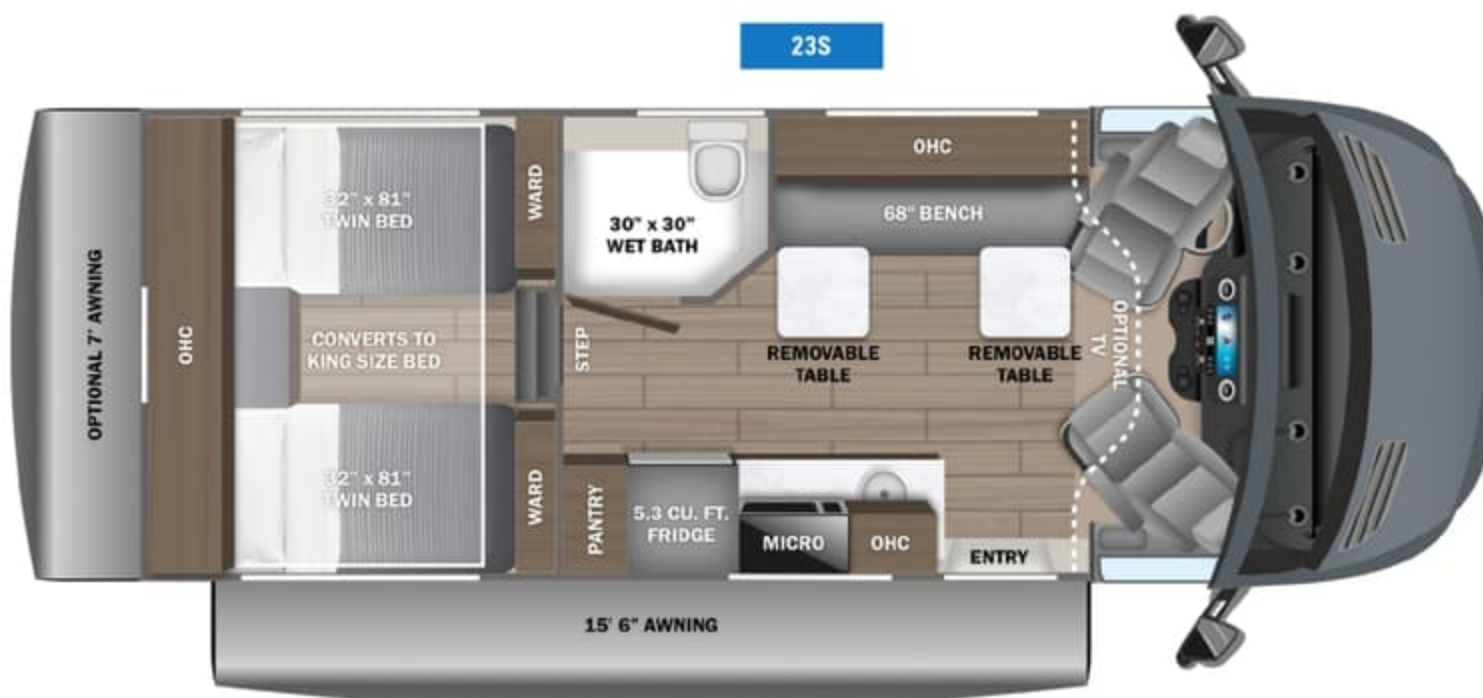 23S
OPTIONAL 7' AWNING
OHC
32" x 81"
TWIN BED
WARD
30" x 30"
WET BATH
OHC
68" BENCH
CONVERTS TO
KING SIZE BED
STEP
REMOVABLE
TABLE
REMOVABLE
TABLE
OPTIONAL
TV
32" x 81"
TWIN BED
WARD
PANTRY
5.3 CU. FT.
FRIDGE
MICRO
OHC
ENTRY
15' 6" AWNING